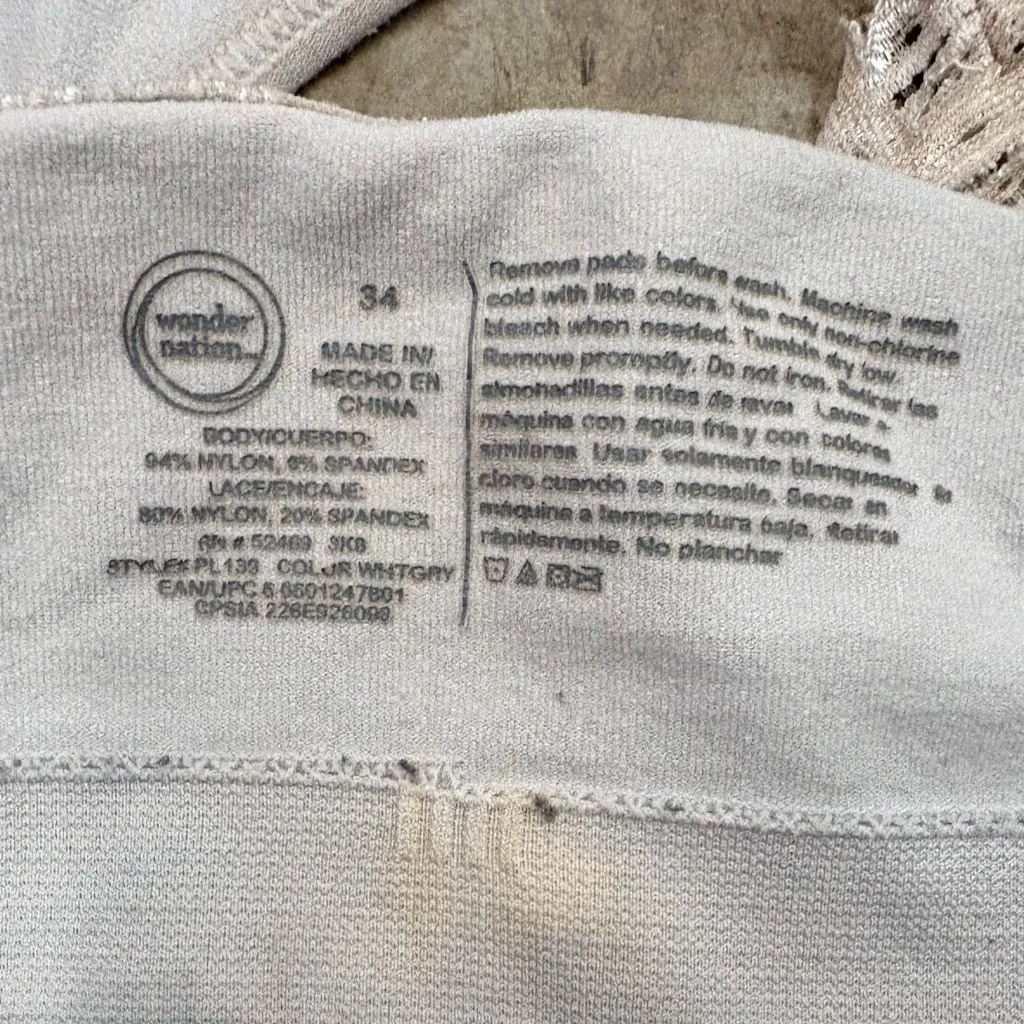 wonder
nation
34
MADE IN/
HECHO EN
CHINA
BODY/CUERPO:
94% NYLON, 6% SPANDEX
LACE/ENCAJE:
80% NYLON, 20% SPANDEX
RN # 52469
COLOR WHTGRY
EAN/UPC
CPSIA 226E926098
Remove pads before wash. Machine wash
cold with like colors. Use only non-chlorine
bleach when needed. Tumble dry low.
Remove promptly. Do not iron. Retirar las
almohadillas antes de lavar. Lavar a
máquina con agua fría y con colores
similares. Usar solamente blanqueador
cloro cuando se necesite. Secar en
máquina a temperatura baja. Retirar
rápidamente. No planchar